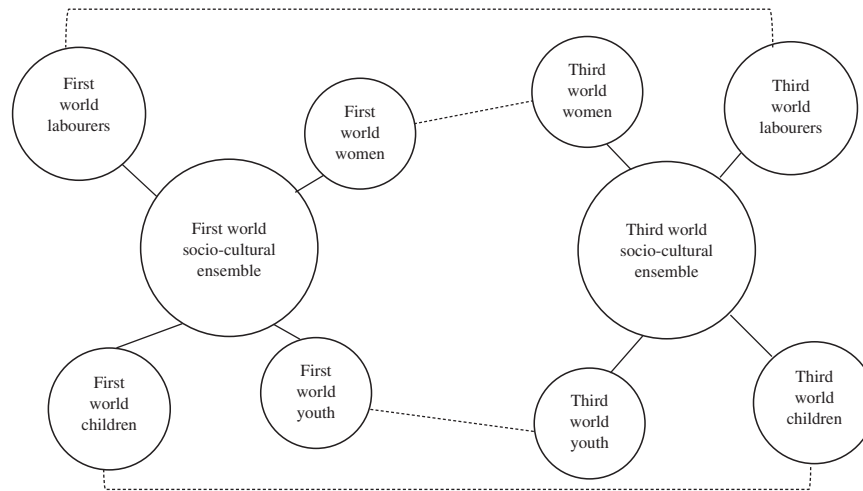 First
world
labourers
First
world
women
Third
world
women
Third
world
labourers
First world
socio-cultural
ensemble
Third world
socio-cultural
ensemble
First
world
children
First
world
youth
Third
world
youth
Third
world
children